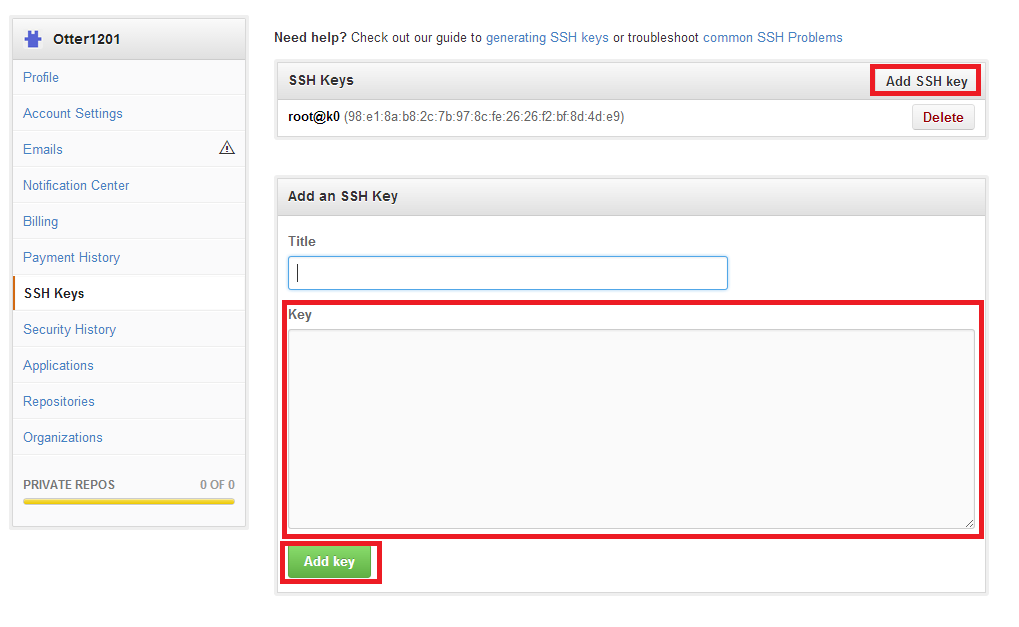 Otter1201
Profile
Account Settings
Emails
Notification Center
Billing
Payment History
SSH Keys
Security History
Applications
Repositories
Organizations
PRIVATE REPOS 0 OF 0
Need help? Check out our guide to generating SSH keys or troubleshoot common SSH Problems
SSH Keys Add SSH key
root@k0 (98:e1:8a:b8:2c:7b:97:8c:fe:26:26:f2:bf:8d:4d:e9) Delete
Add an SSH Key
Title
Key
Add key